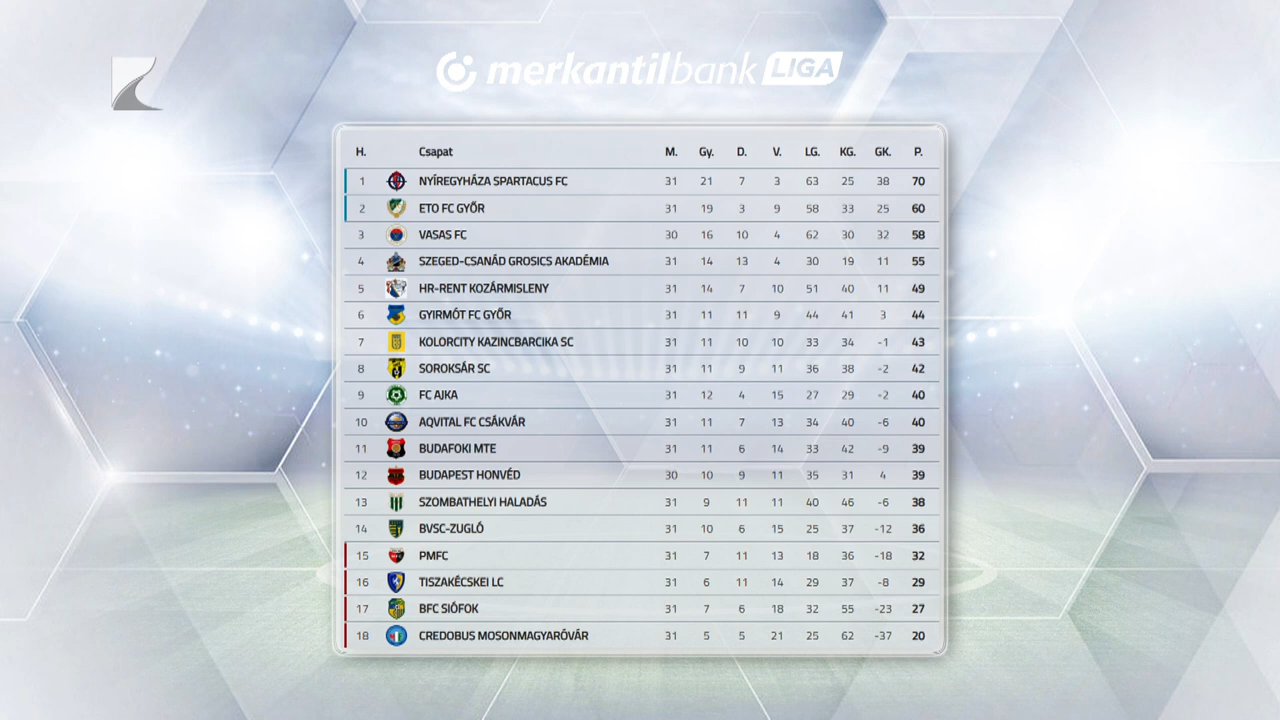 merkantilbank LIGA
H. Csapat M. Gy. D. V. LG. KG. GK. P.
1 NYÍREGYHÁZA SPARTACUS FC 31 21 7 3 63 25 38 70
2 ETO FC GYŐR 31 19 3 9 58 33 25 60
3 VASAS FC 30 16 10 4 62 30 32 58
4 SZEGED-CSANÁD GROSICS AKADÉMIA 31 14 13 4 30 19 11 55
5 HR-RENT KOZÁRMISLENY 31 14 7 10 51 40 11 49
6 GYIRMÓT FC GYŐR 31 11 11 9 44 41 3 44
7 KOLORCITY KAZINCBARCIKA SC 31 11 10 10 33 34 -1 43
8 SOROKSÁR SC 31 11 9 11 36 38 -2 42
9 FC AJKA 31 12 4 15 27 29 -2 40
10 AQVITAL FC CSÁKVÁR 31 11 7 13 34 40 -6 40
11 BUDAFOKI MTE 31 11 6 14 33 42 -9 39
12 BUDAPEST HONVÉD 30 10 9 11 35 31 4 39
13 SZOMBATHELYI HALADÁS 31 9 11 11 40 46 -6 38
14 BVSC-ZUGLÓ 31 10 6 15 25 37 -12 36
15 PMFC 31 7 11 13 18 36 -18 32
16 TISZAKÉCSKEI LC 31 6 11 14 29 37 -8 29
17 BFC SIÓFOK 31 7 6 18 32 55 -23 27
18 CREDOBUS MOSONMAGYARÓVÁR 31 5 5 21 25 62 -37 20